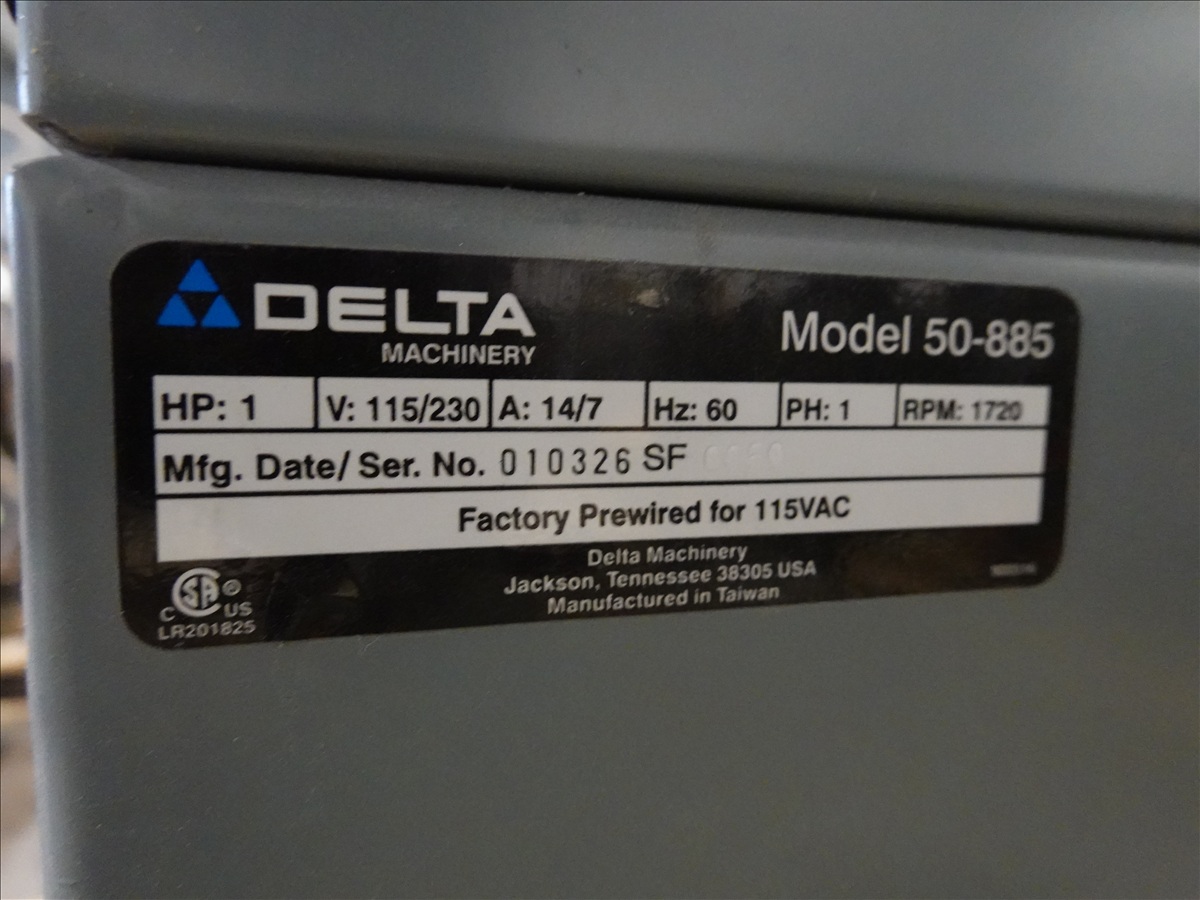 DELTA
MACHINERY
Model 50-885
HP: 1 V: 115/230 A: 14/7 Hz: 60 PH: 1 RPM: 1720
Mfg. Date/ Ser. No. 010326 SF
Factory Prewired for 115VAC
Delta Machinery
Jackson, Tennessee 38305 USA
Manufactured in Taiwan
SA ®
C US
LR201825